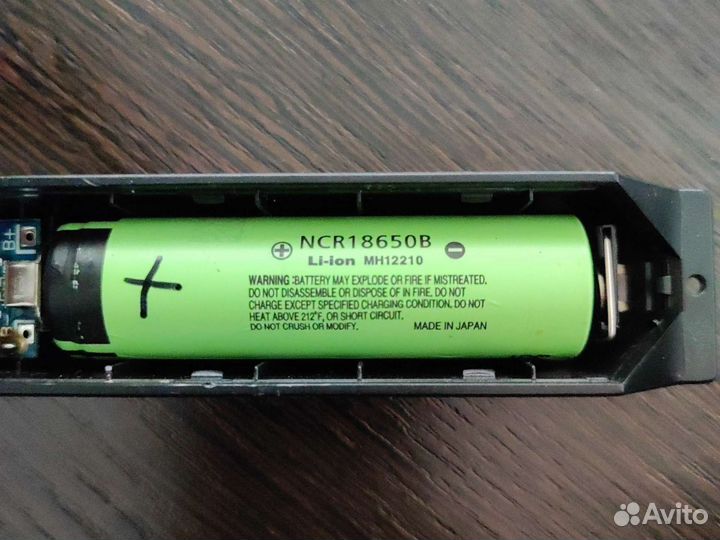 B+
+ NCR18650B −
Li-ion MH12210
WARNING :BATTERY MAY EXPLODE OR FIRE IF MISTREATED.
DO NOT DISASSEMBLE OR DISPOSE OF IN FIRE. DO NOT
CHARGE EXCEPT SPECIFIED CHARGING CONDITION. DO NOT
HEAT ABOVE 212°F, OR SHORT CIRCUIT.
DO NOT CRUSH OR MODIFY. MADE IN JAPAN
+
Avito